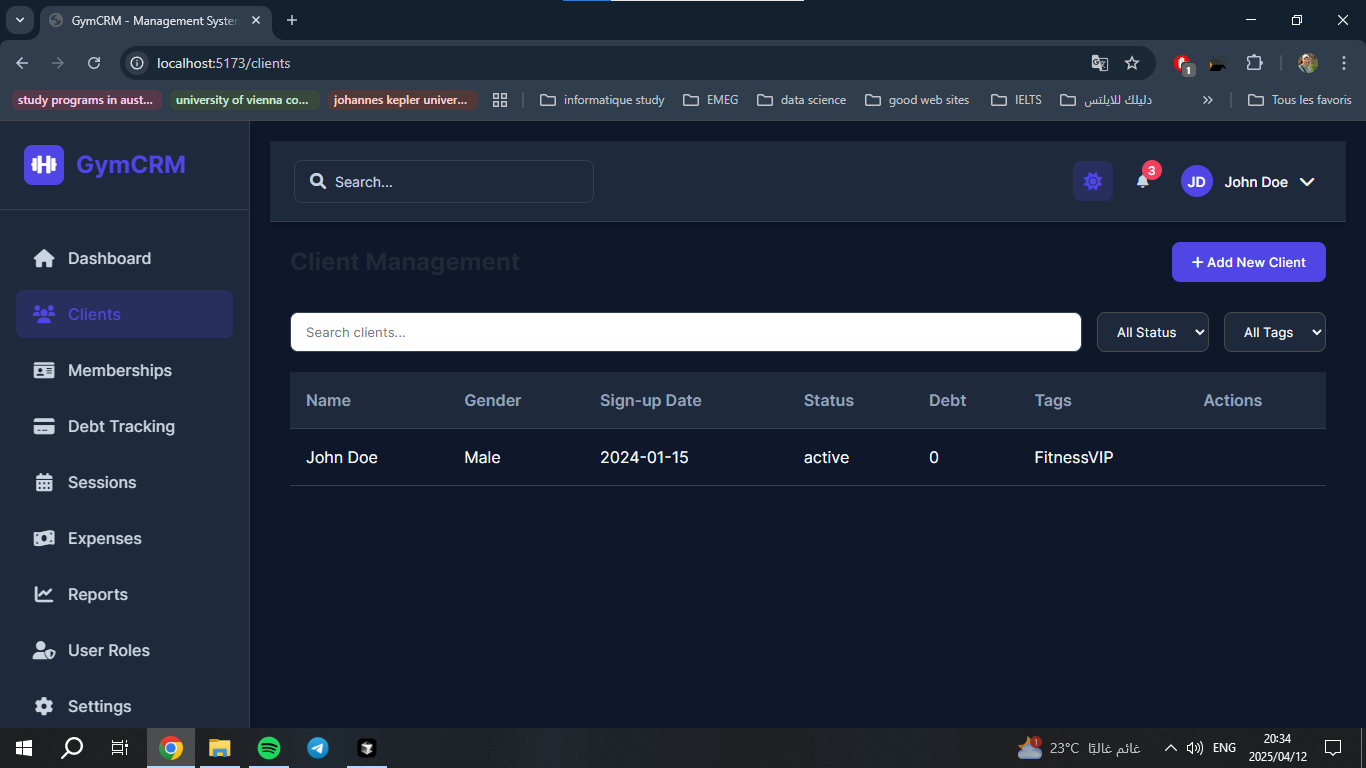 GymCRM - Management System
localhost:5173/clients
1
study programs in aust...
university of vienna co...
johannes kepler univer...
informatique study
EMEG
data science
good web sites
IELTS
دليلك للايلتس
»
Tous les favoris
GymCRM
Search...
3
JD
John Doe
Dashboard
Clients
Memberships
Debt Tracking
Sessions
Expenses
Reports
User Roles
Settings
Client Management
+ Add New Client
Search clients...
All Status
All Tags
Name Gender Sign-up Date Status Debt Tags Actions
John Doe Male 2024-01-15 active 0 FitnessVIP
1
23°C غائم غالبًا
ENG
20:34
2025/04/12